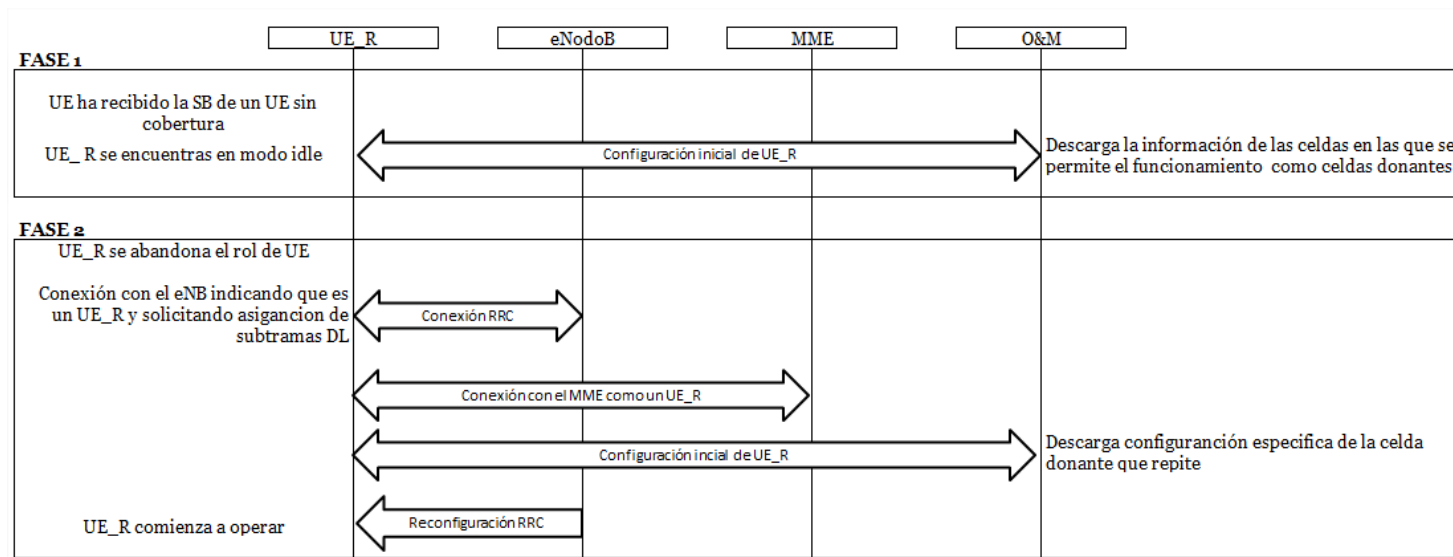 UE_R
eNodoB
MME
O&M
FASE 1
UE ha recibido la SB de un UE sin
cobertura
UE_ R se encuentras en modo idle
Configuración inicial de UE_R
Descarga la información de las celdas en las que se
permite el funcionamiento como celdas donantes
FASE 2
UE_R se abandona el rol de UE
Conexión con el eNB indicando que es
un UE_R y solicitando asigancion de
subtramas DL
Conexión RRC
Conexión con el MME como un UE_R
Configuración incial de UE_R
Descarga configuranción especifica de la celda
donante que repite
UE_R comienza a operar
Reconfiguración RRC